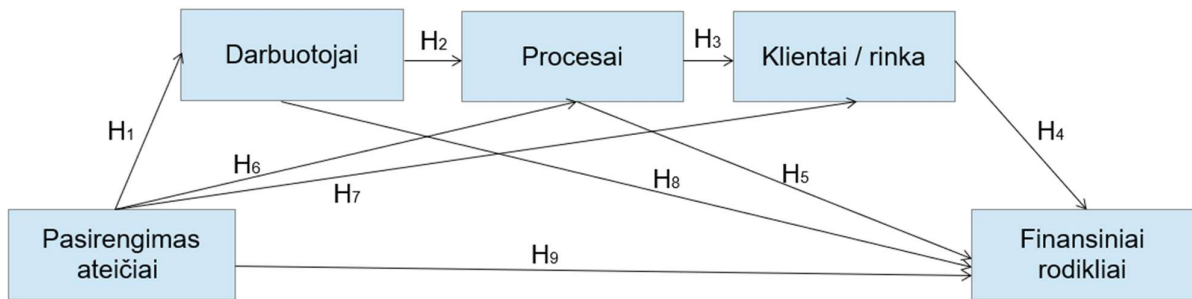 Darbuotojai
H2
Procesai
H3
Klientai / rinka
H1
H4
H6
H7
H8
H5
Pasirengimas
ateičiai
H9
Finansiniai
rodikliai